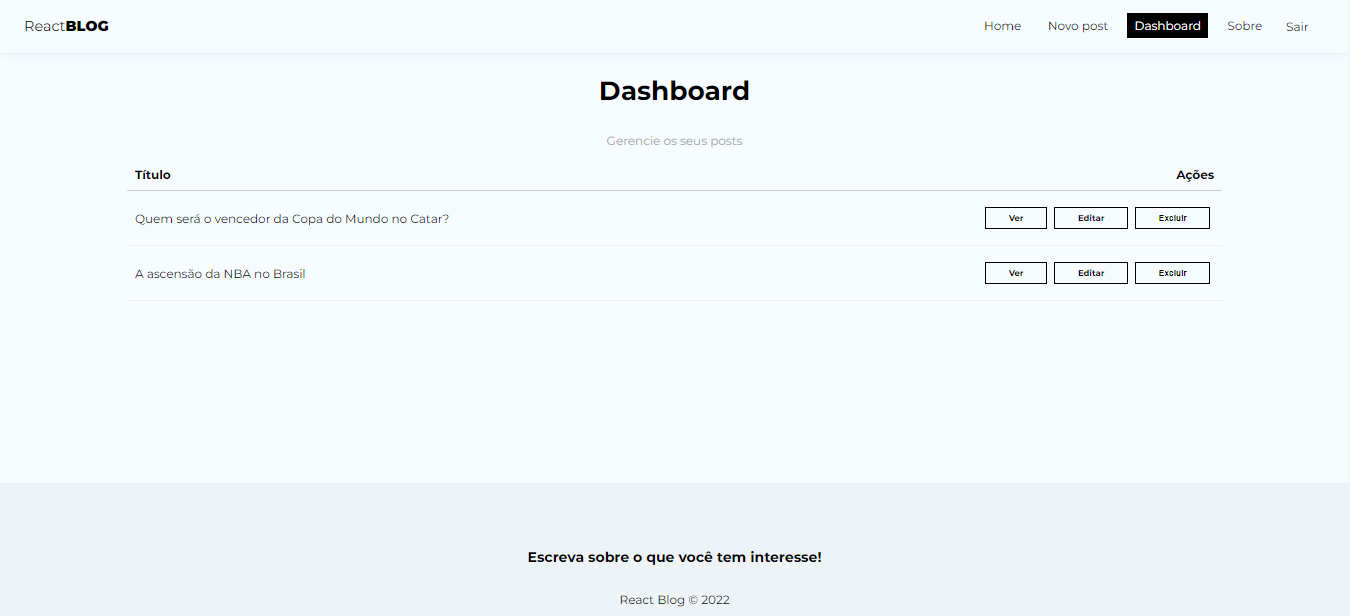 ReactBLOG Home Novo post Dashboard Sobre Sair
Dashboard
Gerencie os seus posts
Título Ações
Quem será o vencedor da Copa do Mundo no Catar? Ver Editar Excluir
A ascensão da NBA no Brasil Ver Editar Excluir
Escreva sobre o que você tem interesse!
React Blog © 2022